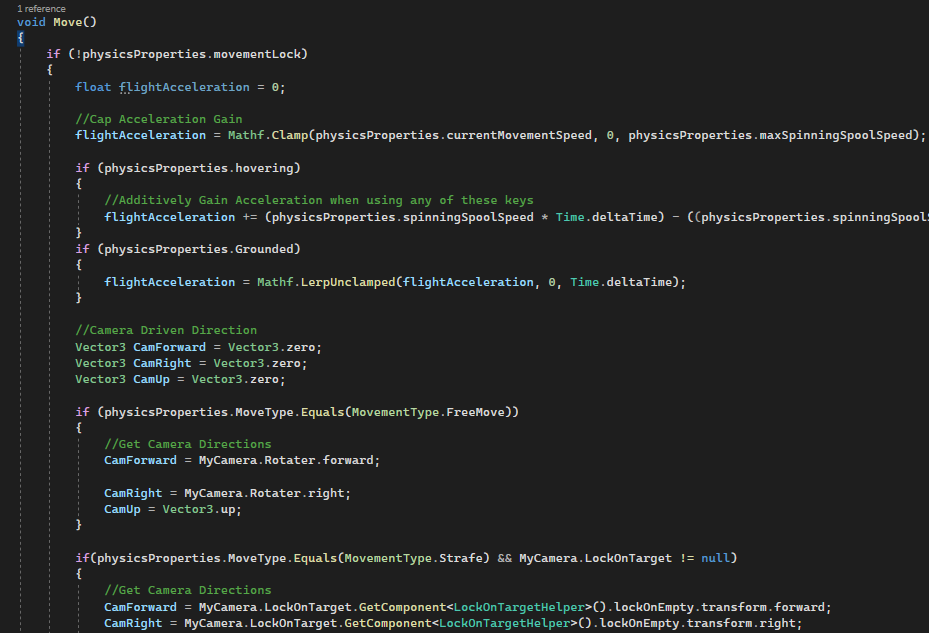 1 reference
void Move()
{
if (!physicsProperties.movementLock)
{
float flightAcceleration = 0;
//Cap Acceleration Gain
flightAcceleration = Mathf.Clamp(physicsProperties.currentMovementSpeed, 0, physicsProperties.maxSpinningSpoolSpeed);
if (physicsProperties.hovering)
{
//Additively Gain Acceleration when using any of these keys
flightAcceleration += (physicsProperties.spinningSpoolSpeed * Time.deltaTime) - ((physicsProperties.spinningSpoolS
}
if (physicsProperties.Grounded)
{
flightAcceleration = Mathf.LerpUnclamped(flightAcceleration, 0, Time.deltaTime);
}
//Camera Driven Direction
Vector3 CamForward = Vector3.zero;
Vector3 CamRight = Vector3.zero;
Vector3 CamUp = Vector3.zero;
if (physicsProperties.MoveType.Equals(MovementType.FreeMove))
{
//Get Camera Directions
CamForward = MyCamera.Rotater.forward;
CamRight = MyCamera.Rotater.right;
CamUp = Vector3.up;
}
if(physicsProperties.MoveType.Equals(MovementType.Strafe) && MyCamera.LockOnTarget != null)
{
//Get Camera Directions
CamForward = MyCamera.LockOnTarget.GetComponent<LockOnTargetHelper>().lockOnEmpty.transform.forward;
CamRight = MyCamera.LockOnTarget.GetComponent<LockOnTargetHelper>().lockOnEmpty.transform.right;